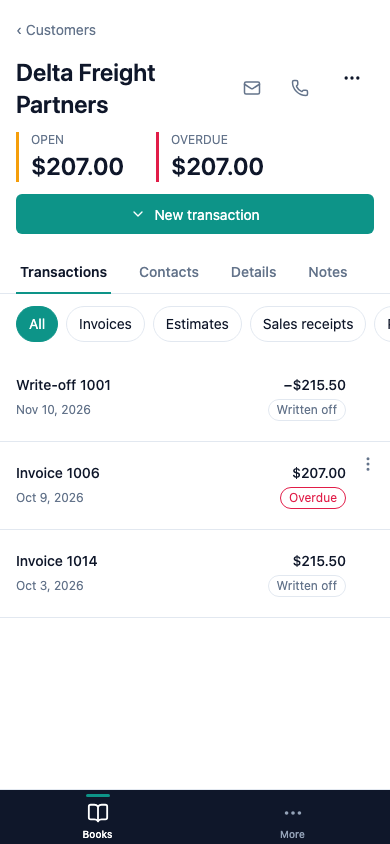 ‹ Customers
Delta Freight
Partners
OPEN
$207.00
OVERDUE
$207.00
New transaction
Transactions
Contacts
Details
Notes
All
Invoices
Estimates
Sales receipts
Write-off 1001
–$215.50
Nov 10, 2026
Written off
Invoice 1006
$207.00
Oct 9, 2026
Overdue
Invoice 1014
$215.50
Oct 3, 2026
Written off
Books
More